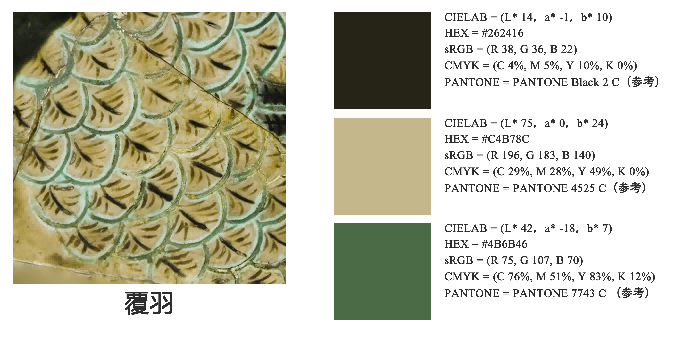 覆羽
CIELAB = (L* 14, a* -1, b* 10)
HEX = #262416
sRGB = (R 38, G 36, B 22)
CMYK = (C 4%, M 5%, Y 10%, K 0%)
PANTONE = PANTONE Black 2 C（参考）
CIELAB = (L* 75, a* 0, b* 24)
HEX = #C4B78C
sRGB = (R 196, G 183, B 140)
CMYK = (C 29%, M 28%, Y 49%, K 0%)
PANTONE = PANTONE 4525 C（参考）
CIELAB = (L* 42, a* -18, b* 7)
HEX = #4B6B46
sRGB = (R 75, G 107, B 70)
CMYK = (C 76%, M 51%, Y 83%, K 12%)
PANTONE = PANTONE 7743 C （参考）